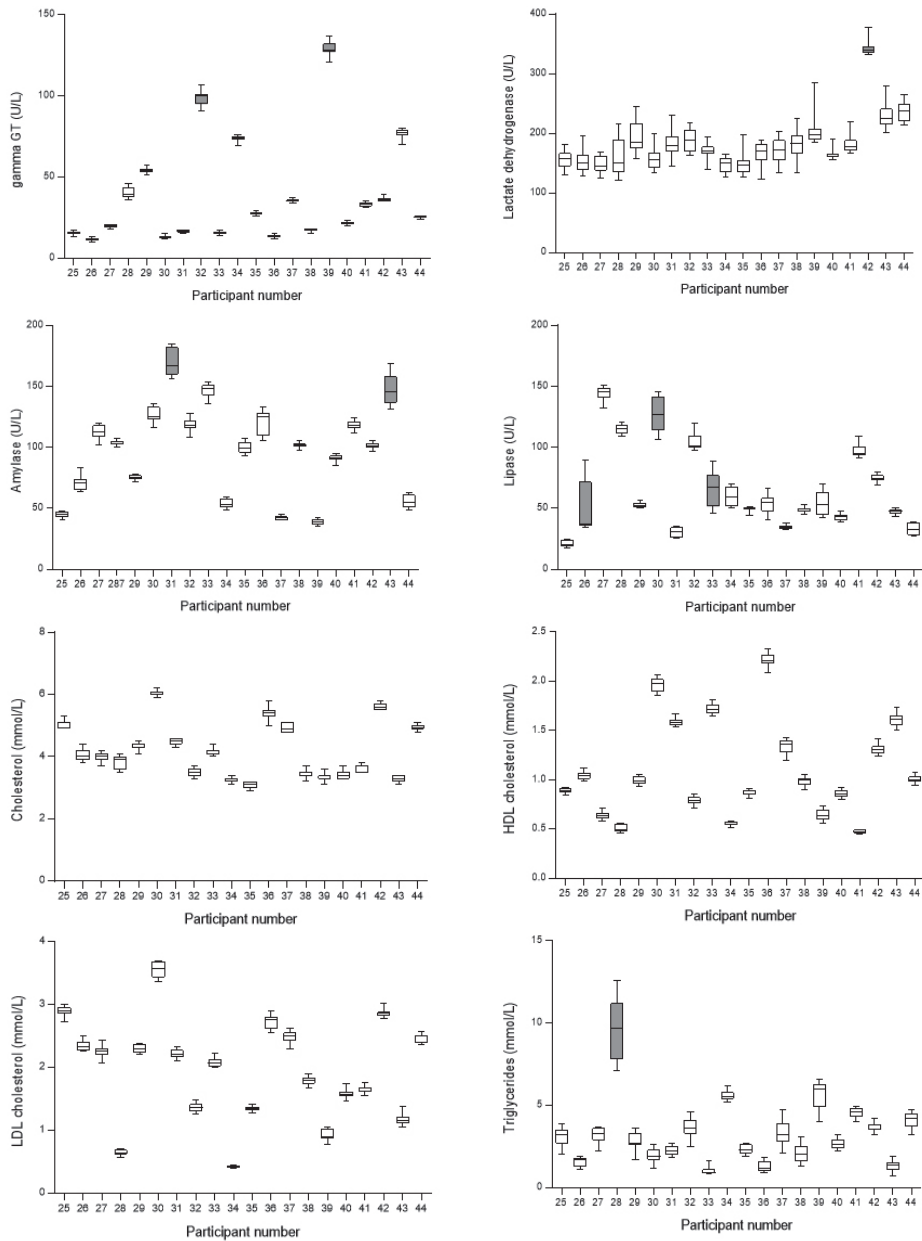 gamma GT (U/L)
150
100
50
0
25 26 27 28 29 30 31 32 33 34 35 36 37 38 39 40 41 42 43 44
Participant number
Lactate dehydrogenase (U/L)
400
300
200
100
0
25 26 27 28 29 30 31 32 33 34 35 36 37 38 39 40 41 42 43 44
Participant number
Amylase (U/L)
200
150
100
50
0
25 26 27 287 29 30 31 32 33 34 35 36 37 38 39 40 41 42 43 44
Participant number
Lipase (U/L)
200
150
100
50
0
25 26 27 28 29 30 31 32 33 34 35 36 37 38 39 40 41 42 43 44
Participant number
Cholesterol (mmol/L)
8
6
4
2
0
25 26 27 28 29 30 31 32 33 34 35 36 37 38 39 40 41 42 43 44
Participant number
HDL cholesterol (mmol/L)
2.5
2.0
1.5
1.0
0.5
0.0
25 26 27 28 29 30 31 32 33 34 35 36 37 38 39 40 41 42 43 44
Participant number
LDL cholesterol (mmol/L)
4
3
2
1
0
25 26 27 28 29 30 31 32 33 34 35 36 37 38 39 40 41 42 43 44
Participant number
Triglycerides (mmol/L)
15
10
5
0
25 26 27 28 29 30 31 32 33 34 35 36 37 38 39 40 41 42 43 44
Participant number